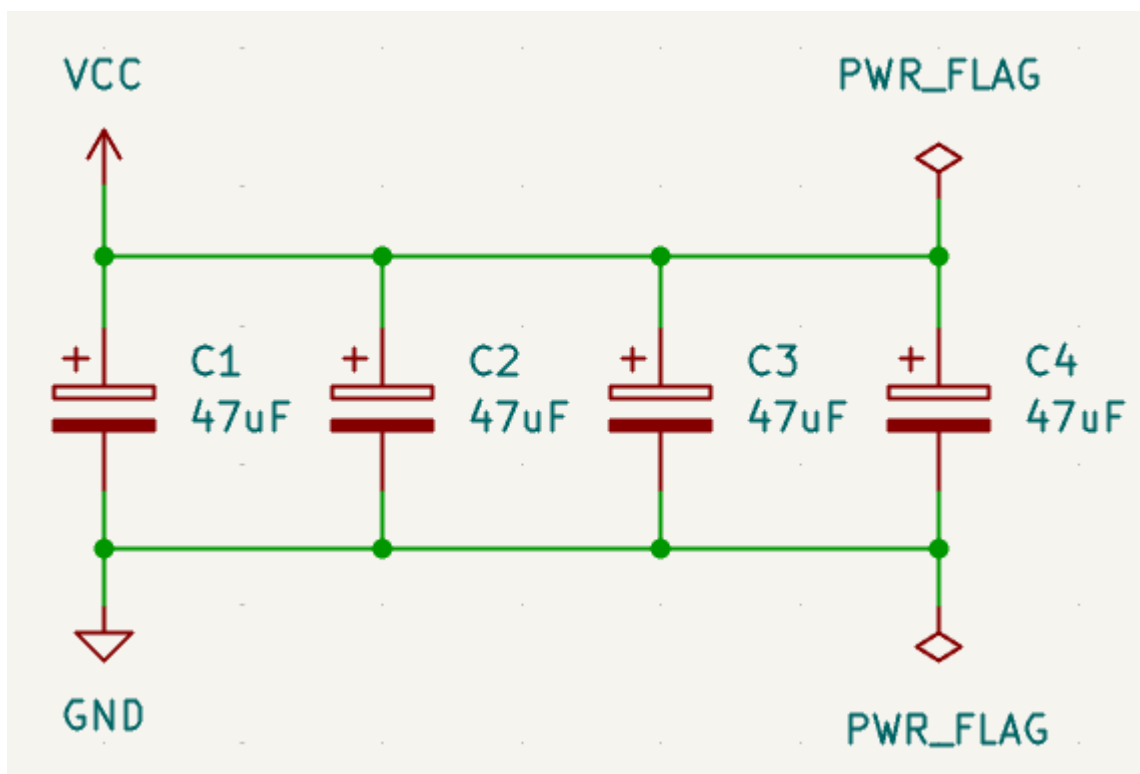 VCC
PWR_FLAG
+ C1
47uF
+ C2
47uF
+ C3
47uF
+ C4
47uF
GND
PWR_FLAG